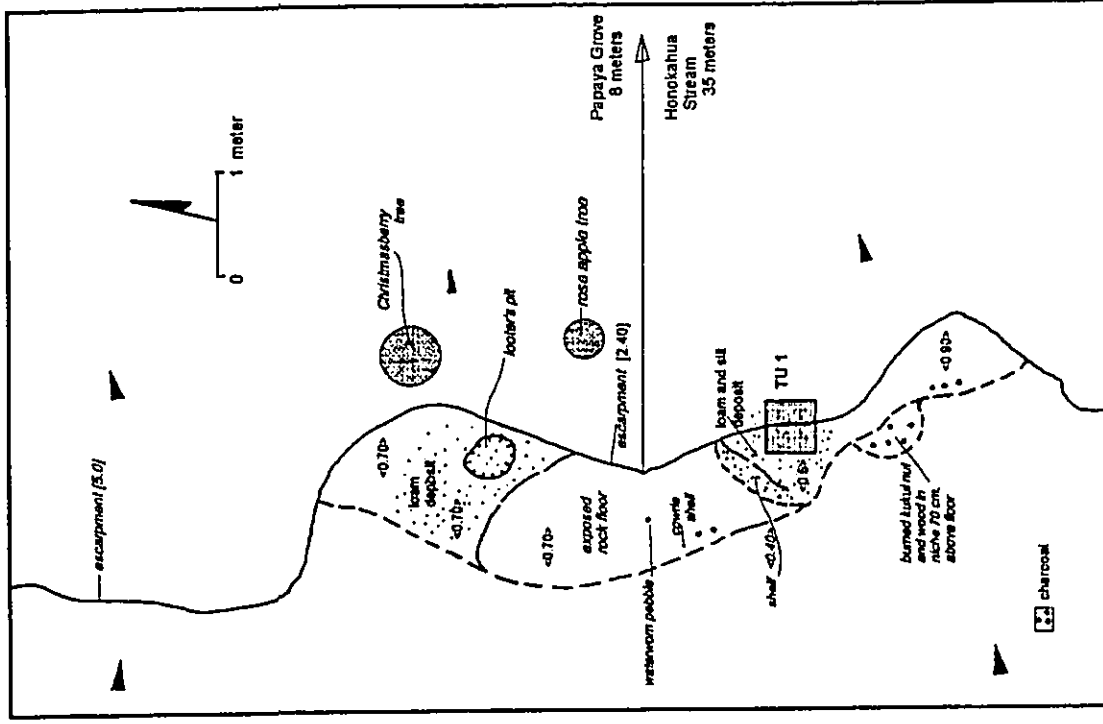 escarpment [5.0]
0
1 meter
Christmasberry
tree
looter's pit
<0.70>
loam
deposit
<0.70>
rose apple tree
Papaya Grove
8 meters
Honokahua
Stream
35 meters
escarpment [2.40]
<0.70>
exposed
rock floor
waterworn pebble
cowrie
shell
loam and silt
deposit
TU 1
shelf <0.40>
<0.90>
burned kukui nut
and wood in
niche 70 cm.
above floor
charcoal